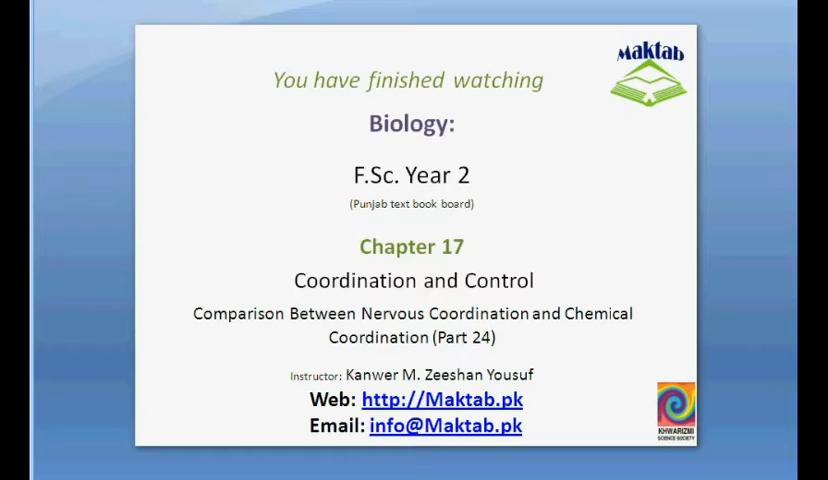 Maktab
You have finished watching
Biology:
F.Sc. Year 2
(Punjab text book board)
Chapter 17
Coordination and Control
Comparison Between Nervous Coordination and Chemical
Coordination (Part 24)
Instructor: Kanwer M. Zeeshan Yousuf
Web: http://Maktab.pk
Email: info@Maktab.pk
KHWARIZMI
SCIENCE SOCIETY